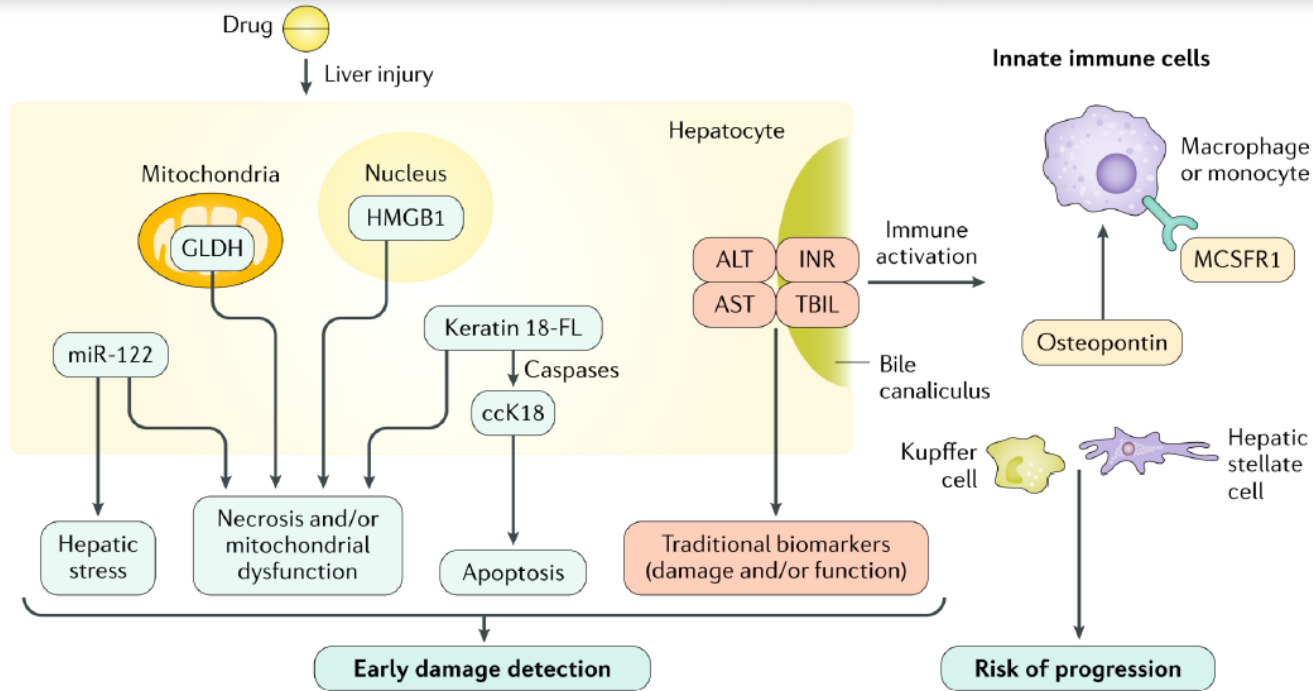 Drug
Liver injury
Innate immune cells
Hepatocyte
Macrophage
or monocyte
Mitochondria
Nucleus
GLDH
HMGB1
ALT
INR
AST
TBIL
Immune
activation
MCSFR1
miR-122
Keratin 18-FL
Caspases
ccK18
Osteopontin
Bile
canaliculus
Kupffer
cell
Hepatic
stellate
cell
Hepatic
stress
Necrosis and/or
mitochondrial
dysfunction
Apoptosis
Traditional biomarkers
(damage and/or function)
Early damage detection
Risk of progression